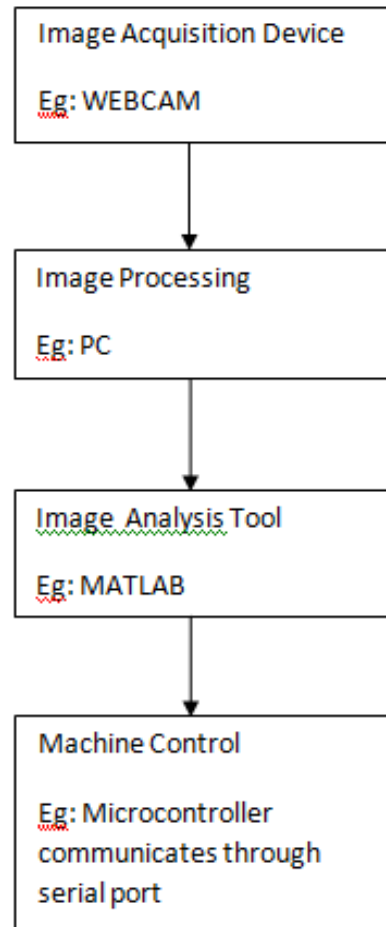 Image Acquisition Device
Eg: WEBCAM
Image Processing
Eg: PC
Image Analysis Tool
Eg: MATLAB
Machine Control
Eg: Microcontroller
communicates through
serial port